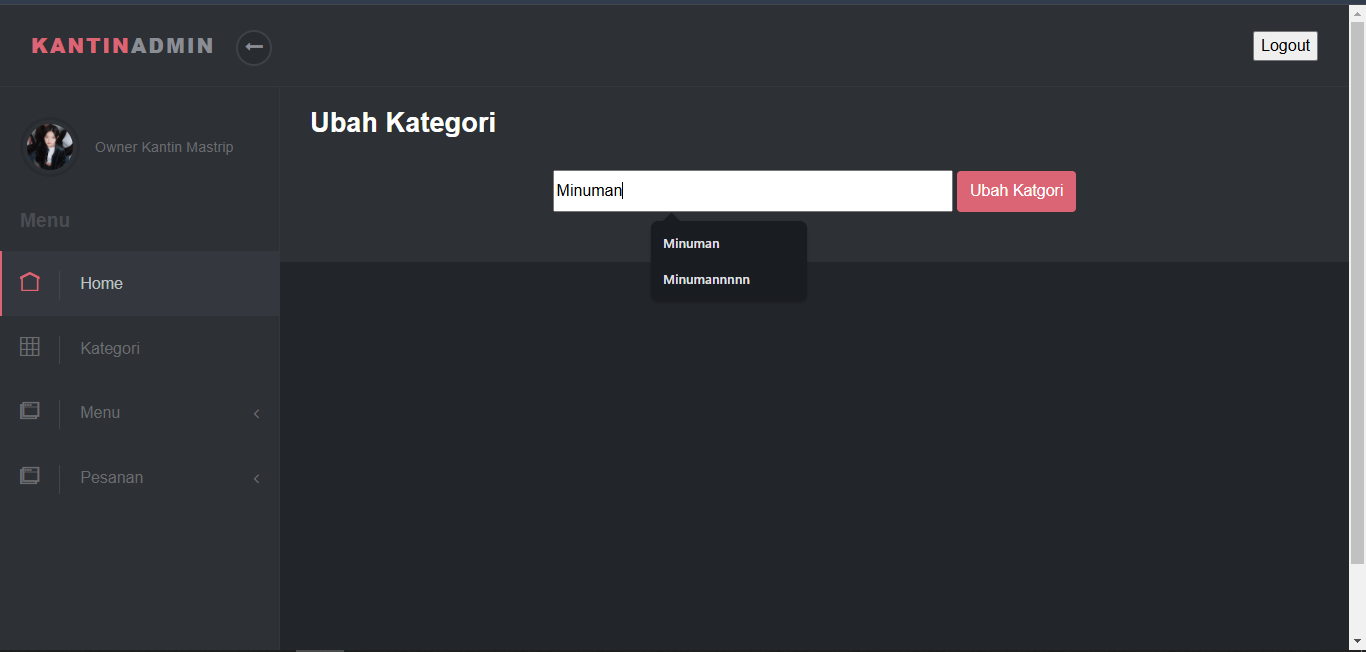 KANTINADMIN
Logout
Owner Kantin Mastrip
Menu
Home
Kategori
Menu
Pesanan
Ubah Kategori
Minuman
Ubah Katgori
Minuman
Minumannnnn